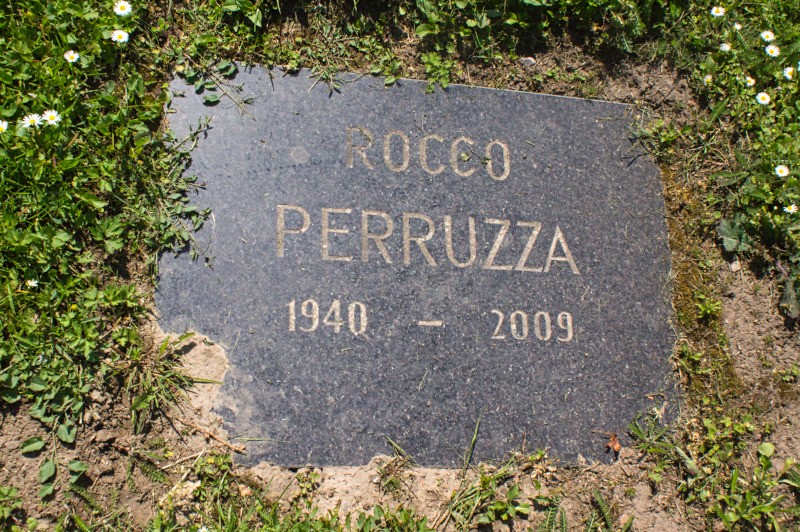 ROCCO
PERRUZZA
1940 – 2009